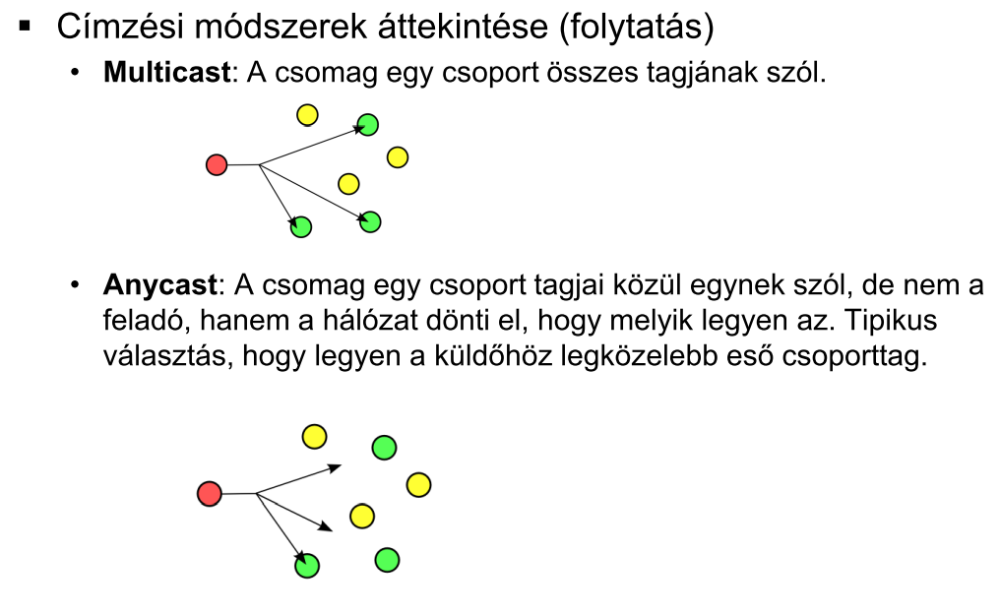 ▪ Címzési módszerek áttekintése (folytatás)
• Multicast: A csomag egy csoport összes tagjának szól.
• Anycast: A csomag egy csoport tagjai közül egynek szól, de nem a
feladó, hanem a hálózat dönti el, hogy melyik legyen az. Tipikus
választás, hogy legyen a küldőhöz legközelebb eső csoporttag.